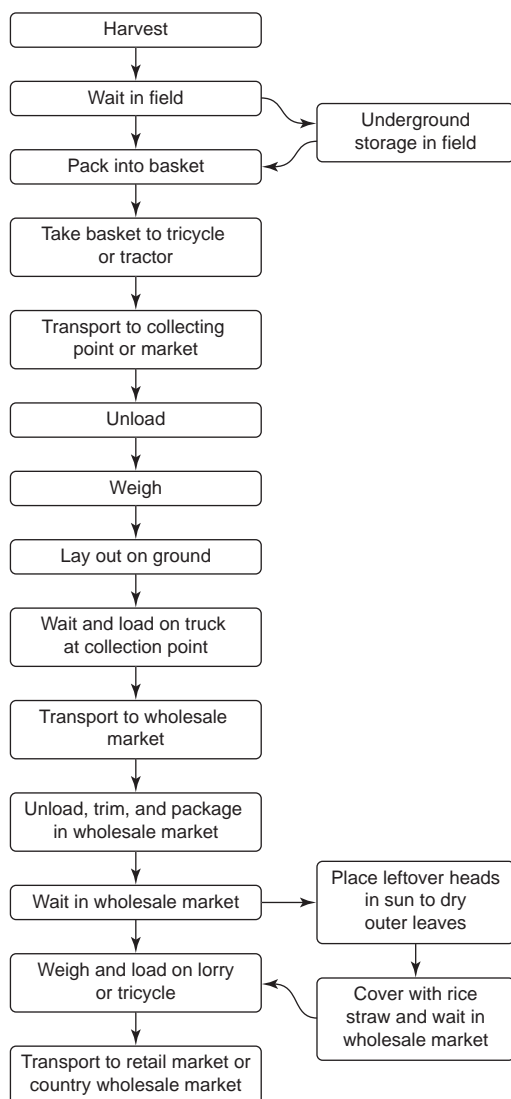 Harvest
Wait in field
Underground
storage in field
Pack into basket
Take basket to tricycle
or tractor
Transport to collecting
point or market
Unload
Weigh
Lay out on ground
Wait and load on truck
at collection point
Transport to wholesale
market
Unload, trim, and package
in wholesale market
Wait in wholesale market
Place leftover heads
in sun to dry
outer leaves
Weigh and load on lorry
or tricycle
Cover with rice
straw and wait in
wholesale market
Transport to retail market or
country wholesale market